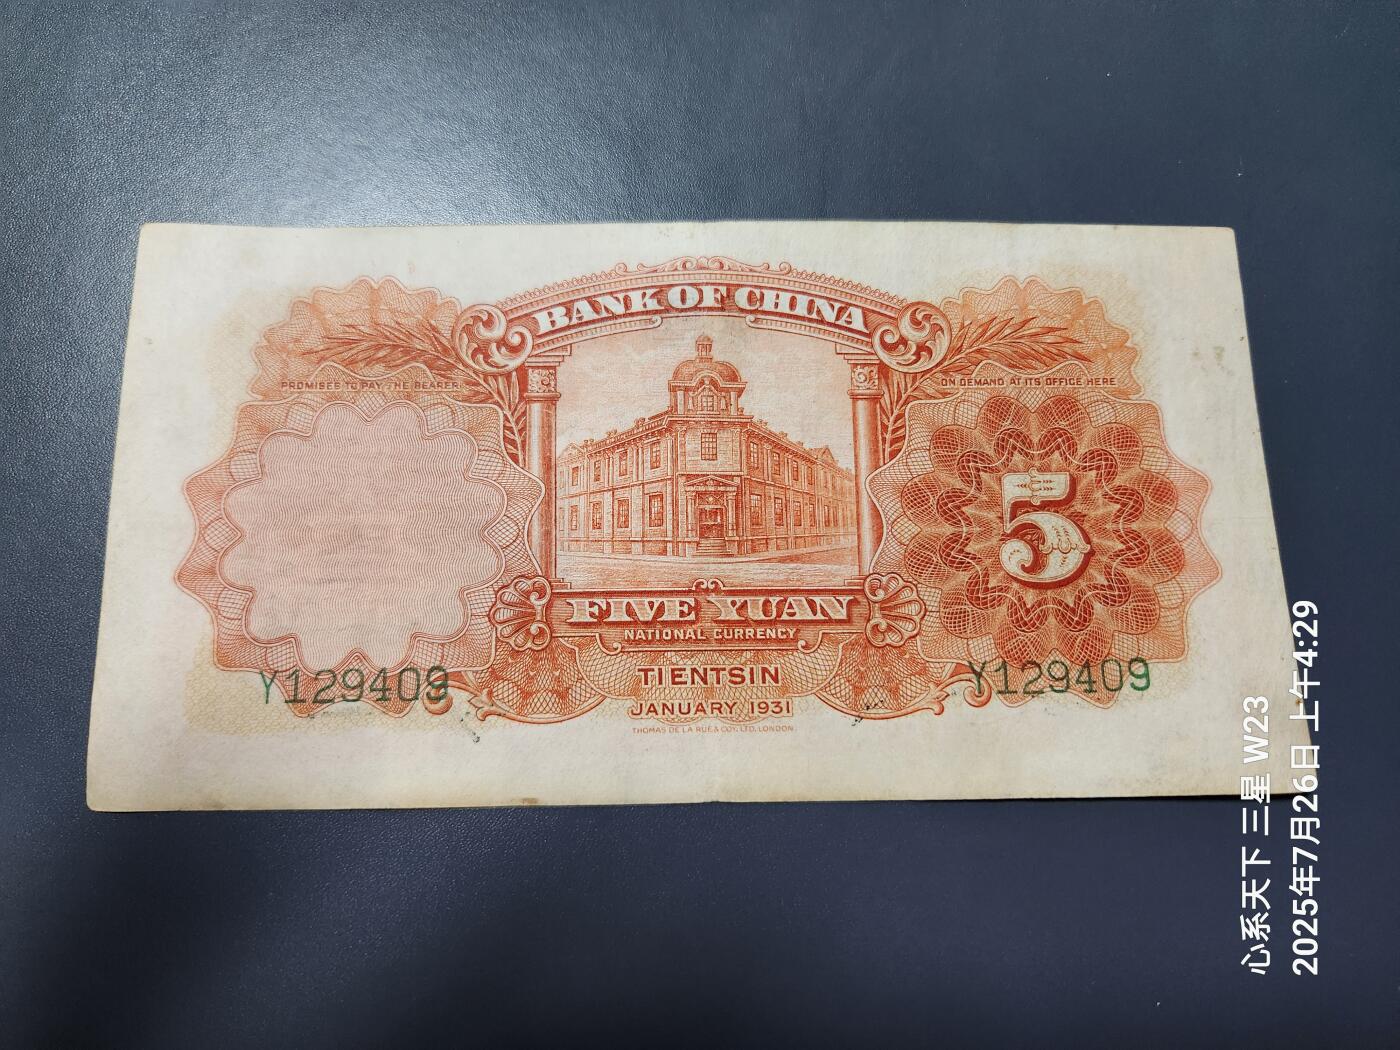 BANK OF CHINA
PROMISES TO PAY THE BEARER
ON DEMAND AT ITS OFFICE HERE
5
FIVE YUAN
NATIONAL CURRENCY
TIENTSIN
Y129409
Y129409
JANUARY 1931
THOMAS DE LA RUE & COY. LTD. LONDON.
心系天下 三星 W23
2025年7月26日 上午4:29